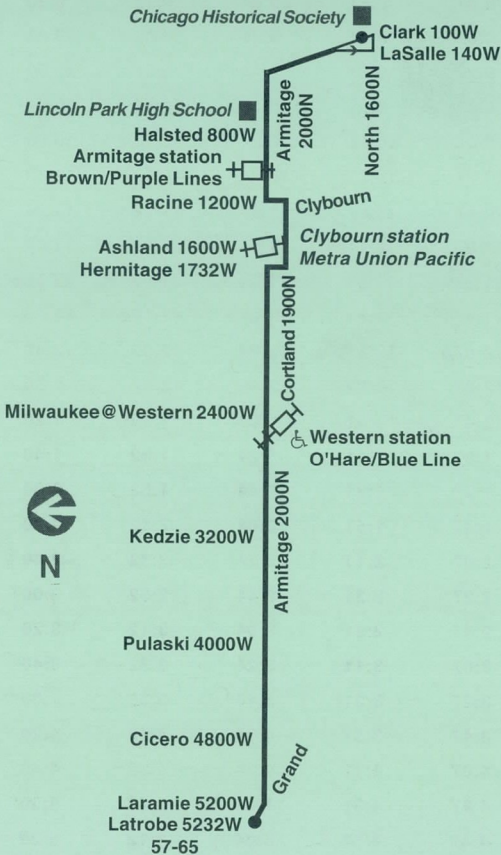 Chicago Historical Society
Clark 100W
LaSalle 140W
North 1600N
Armitage
2000N
Lincoln Park High School
Halsted 800W
Armitage station
Brown/Purple Lines
Racine 1200W
Clybourn
Clybourn station
Metra Union Pacific
Ashland 1600W
Hermitage 1732W
Cortland 1900N
Milwaukee@Western 2400W
Western station
O'Hare/Blue Line
Armitage 2000N
N
Kedzie 3200W
Pulaski 4000W
Cicero 4800W
Grand
Laramie 5200W
Latrobe 5232W
57-65